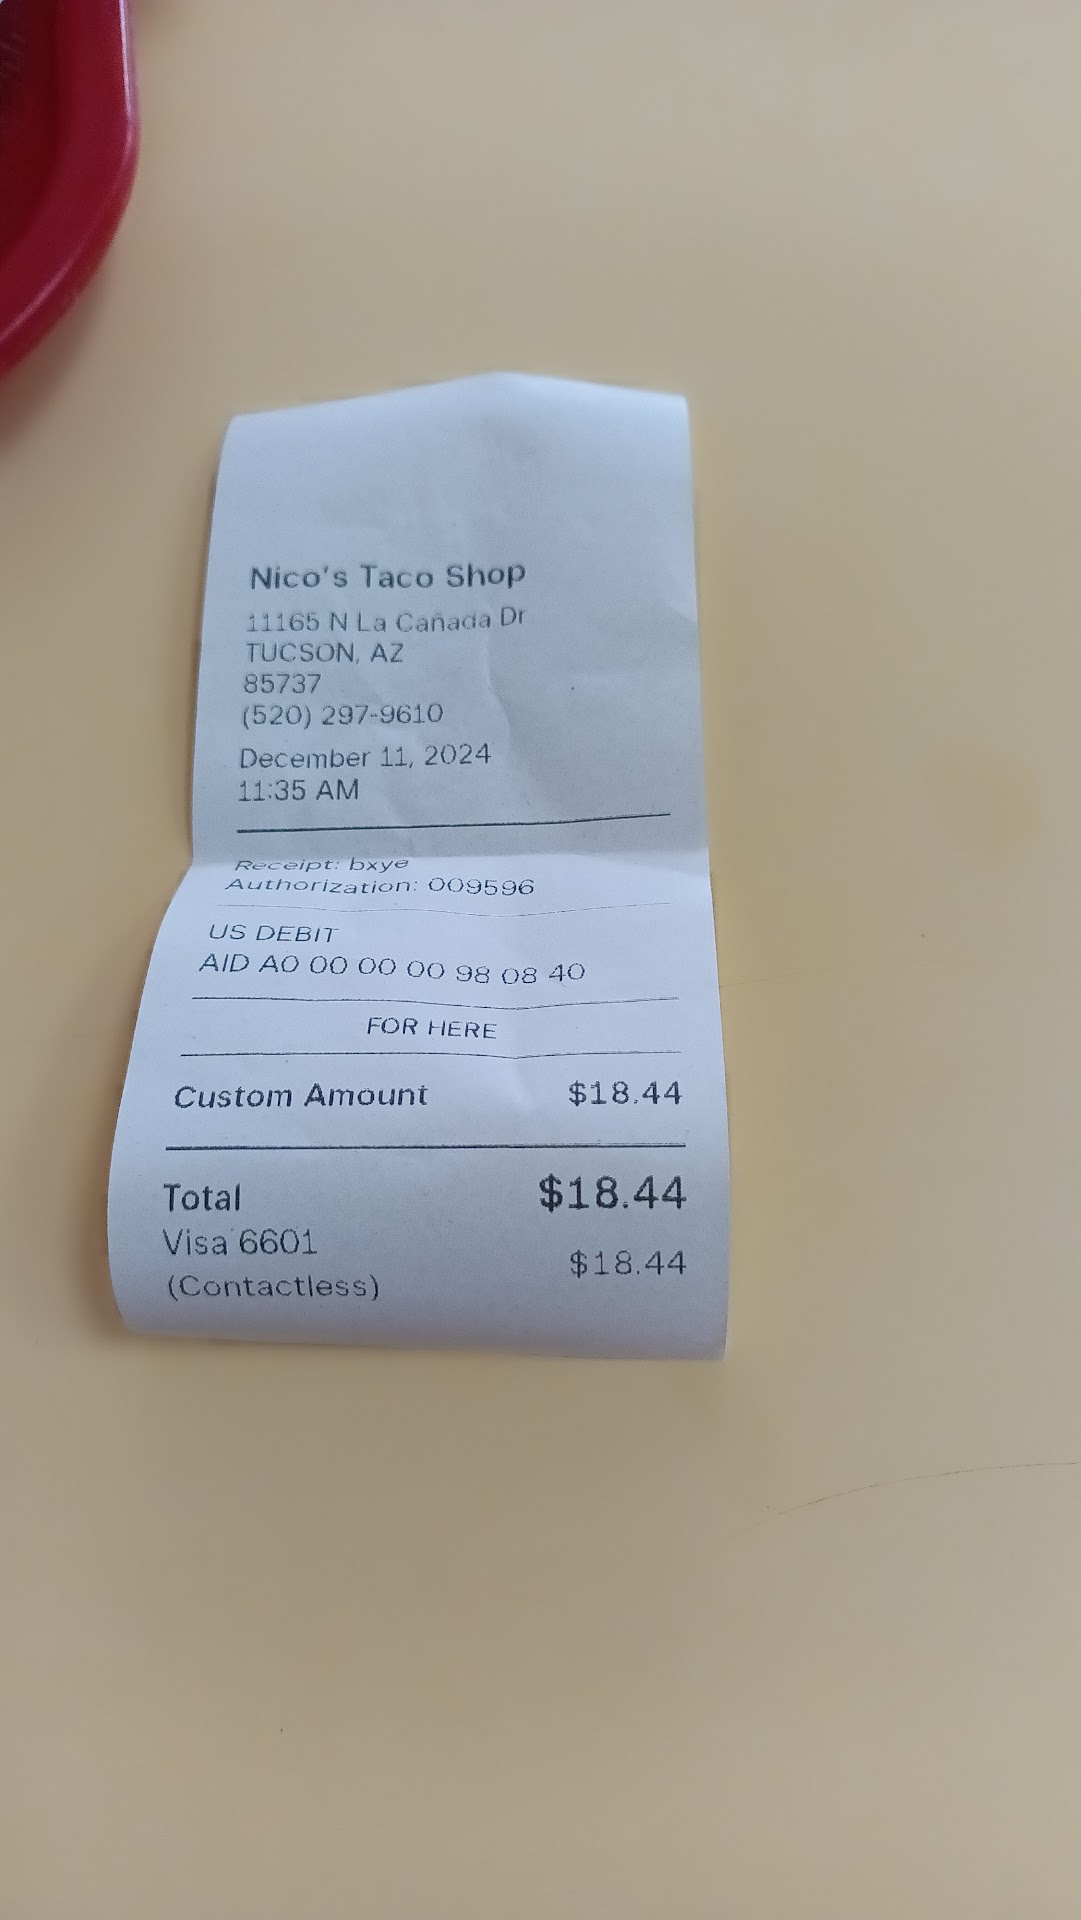 Nico's Taco Shop
11165 N La Cañada Dr
TUCSON, AZ
85737
(520) 297-9610
December 11, 2024
11:35 AM
Receipt: bxye
Authorization: 009596
US DEBIT
AID A0 00 00 00 98 08 40
FOR HERE
Custom Amount $18.44
Total $18.44
Visa 6601
(Contactless) $18.44